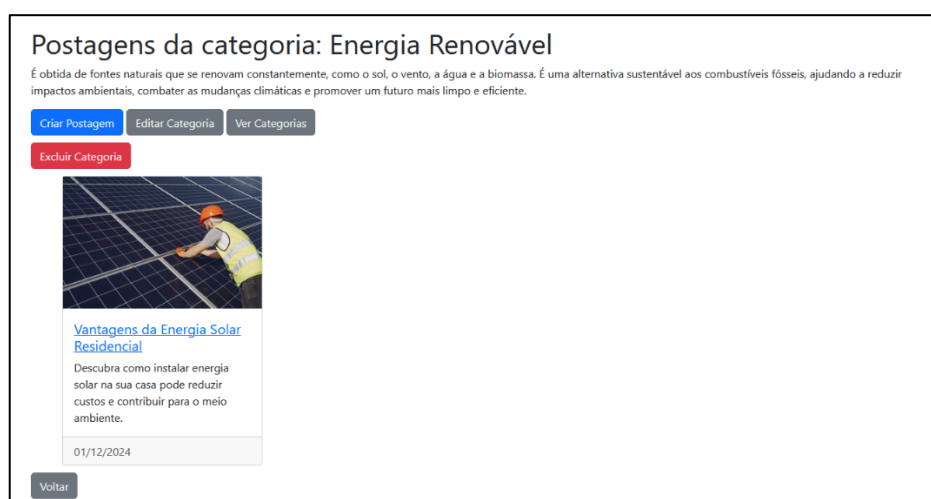 Postagens da categoria: Energia Renovável
É obtida de fontes naturais que se renovam constantemente, como o sol, o vento, a água e a biomassa. É uma alternativa sustentável aos combustíveis fósseis, ajudando a reduzir
impactos ambientais, combater as mudanças climáticas e promover um futuro mais limpo e eficiente.
Criar Postagem Editar Categoria Ver Categorias
Excluir Categoria
Vantagens da Energia Solar
Residencial
Descubra como instalar energia
solar na sua casa pode reduzir
custos e contribuir para o meio
ambiente.
01/12/2024
Voltar